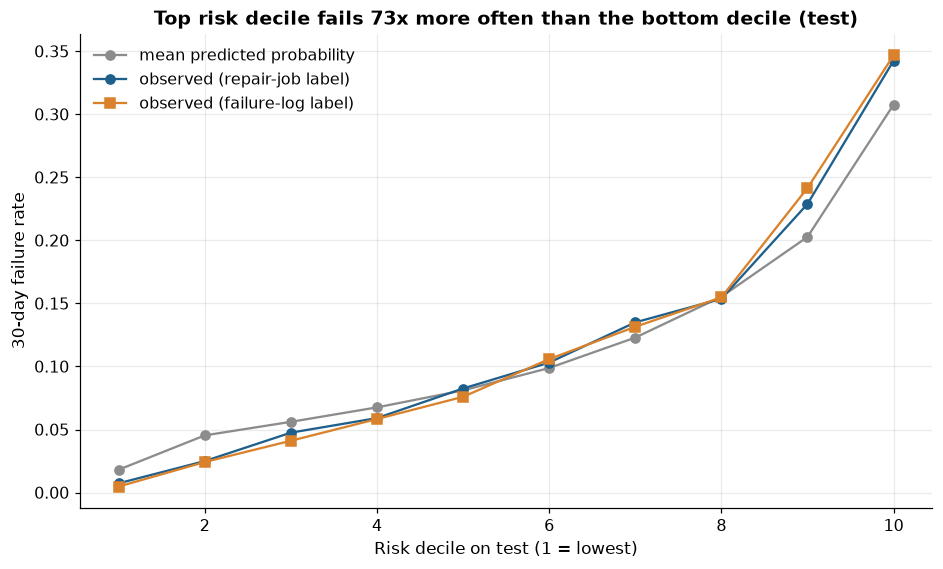 Top risk decile fails 73x more often than the bottom decile (test)
mean predicted probability
observed (repair-job label)
observed (failure-log label)
30-day failure rate
0.35
0.30
0.25
0.20
0.15
0.10
0.05
0.00
2 4 6 8 10
Risk decile on test (1 = lowest)